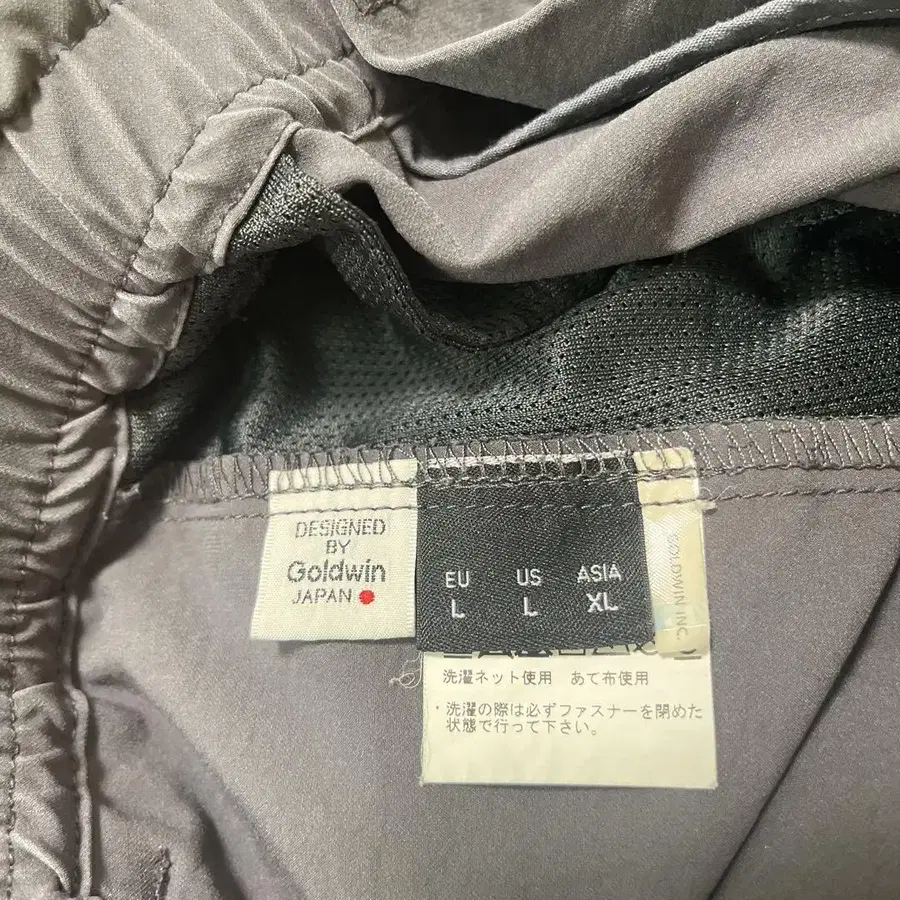 DESIGNED
BY
Goldwin
JAPAN
EU US ASIA
L L XL
GOLDWIN INC.
洗濯ネット使用 あて布使用
・洗濯の際は必ずファスナーを閉めた
状態で行って下さい。